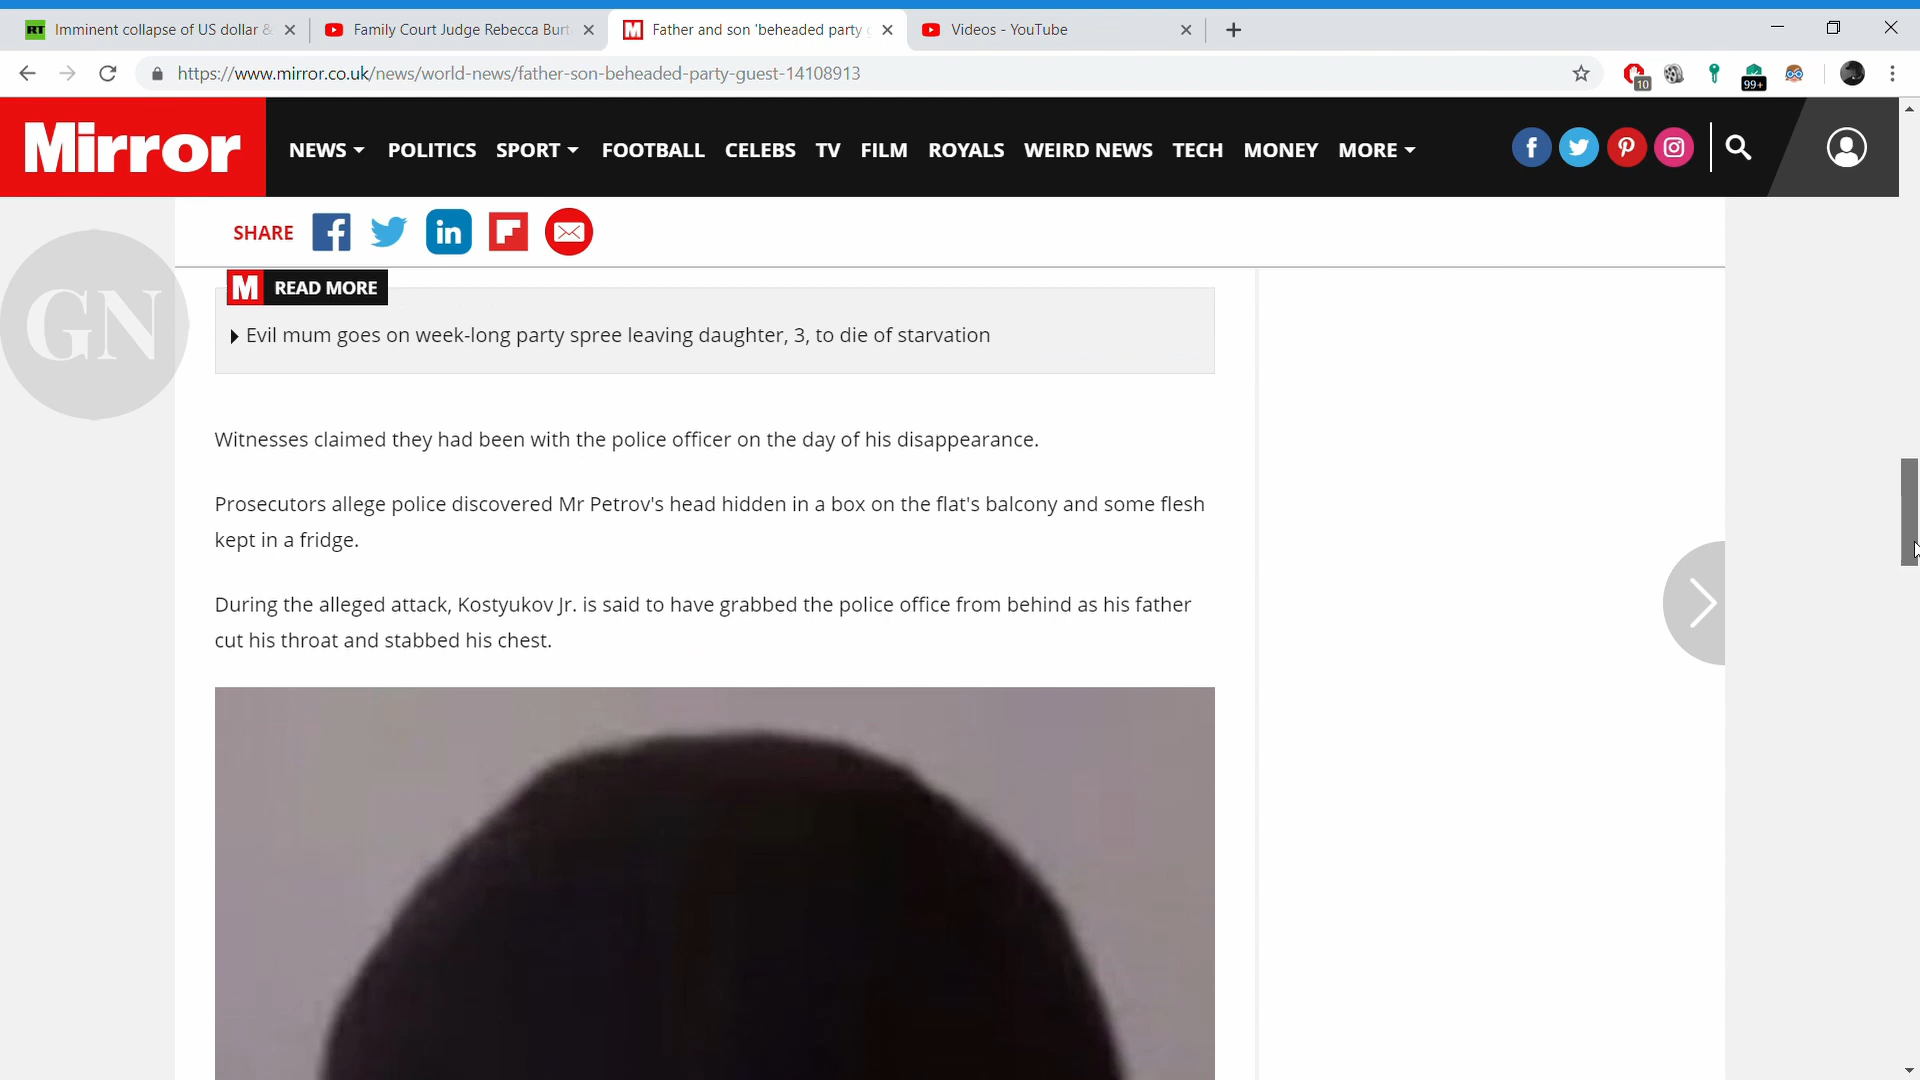 RT Imminent collapse of US dollar &
Family Court Judge Rebecca Burt
M Father and son 'beheaded party g
Videos - YouTube
https://www.mirror.co.uk/news/world-news/father-son-beheaded-party-guest-14108913
10
99+
Mirror
NEWS POLITICS SPORT FOOTBALL CELEBS TV FILM ROYALS WEIRD NEWS TECH MONEY MORE
SHARE
GN
M READ MORE
Evil mum goes on week-long party spree leaving daughter, 3, to die of starvation
Witnesses claimed they had been with the police officer on the day of his disappearance.
Prosecutors allege police discovered Mr Petrov's head hidden in a box on the flat's balcony and some flesh
kept in a fridge.
During the alleged attack, Kostyukov Jr. is said to have grabbed the police office from behind as his father
cut his throat and stabbed his chest.